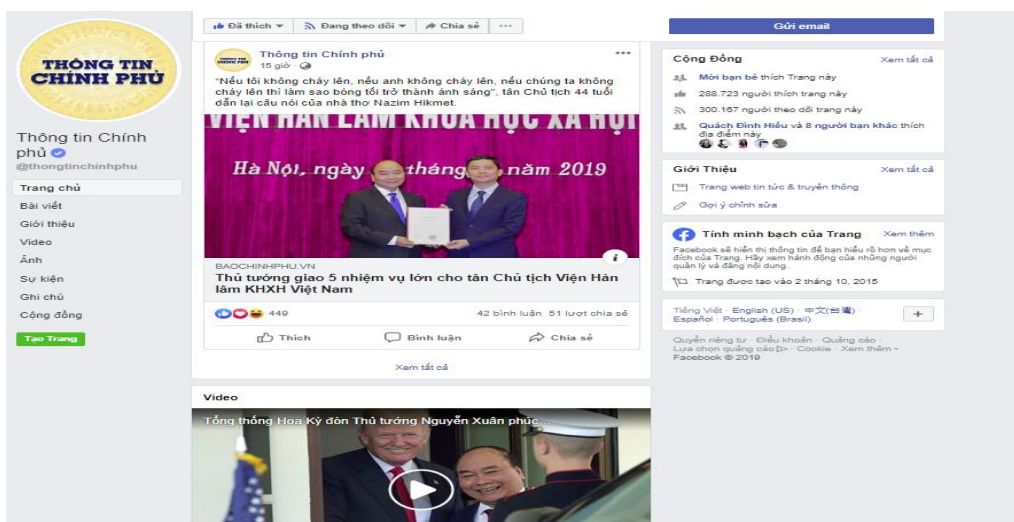 THÔNG TIN
CHÍNH PHỦ
Thông tin Chính
phủ
@thongtinchinhphu
Trang chủ
Bài viết
Giới thiệu
Video
Ảnh
Sự kiện
Ghi chú
Cộng đồng
Tạo Trang
Đã thích
Đang theo dõi
Chia sẻ
Thông tin Chính phủ
15 giờ ·
"Nếu tôi không cháy lên, nếu anh không cháy lên, nếu chúng ta không
cháy lên thì làm sao bóng tối trở thành ánh sáng", tân Chủ tịch 44 tuổi
dẫn lại câu nói của nhà thơ Nazim Hikmet.
VIỆN HÀN LÂM KHOA HỌC XÃ HỘI
Hà Nội, ngày tháng năm 2019
BAOCHINHPHU.VN
Thủ tướng giao 5 nhiệm vụ lớn cho tân Chủ tịch Viện Hàn
lâm KHXH Việt Nam
449
42 bình luận 51 lượt chia sẻ
Thích Bình luận Chia sẻ
Xem tất cả
Video
Tổng thống Hoa Kỳ đón Thủ tướng Nguyễn Xuân phúc...
Gửi email
Cộng Đồng Xem tất cả
Mời bạn bè thích Trang này
288.723 người thích trang này
300.167 người theo dõi trang này
Quách Đình Hiếu và 8 người bạn khác thích
địa điểm này
Giới Thiệu Xem tất cả
Trang web tin tức & truyền thông
Gợi ý chỉnh sửa
Tính minh bạch của Trang Xem thêm
Facebook sẽ hiển thị thông tin để bạn hiểu rõ hơn về mục
đích của Trang. Hãy xem hành động của những người
quản lý và đăng nội dung.
Trang được tạo vào 2 tháng 10, 2015
Tiếng Việt · English (US) · 中文(台灣) ·
Español · Português (Brasil)
Quyền riêng tư · Điều khoản · Quảng cáo ·
Lựa chọn quảng cáo · Cookie · Xem thêm
Facebook © 2019